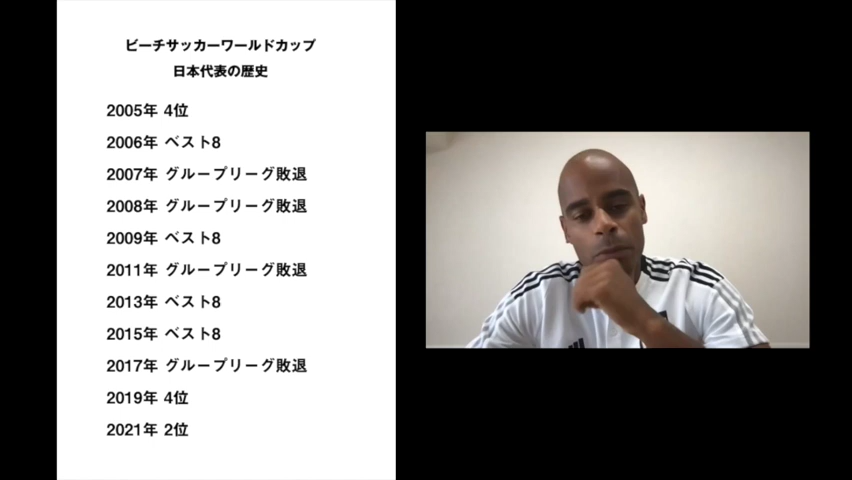 ビーチサッカーワールドカップ
日本代表の歴史
2005年 4位
2006年 ベスト8
2007年 グループリーグ敗退
2008年 グループリーグ敗退
2009年 ベスト8
2011年 グループリーグ敗退
2013年 ベスト8
2015年 ベスト8
2017年 グループリーグ敗退
2019年 4位
2021年 2位